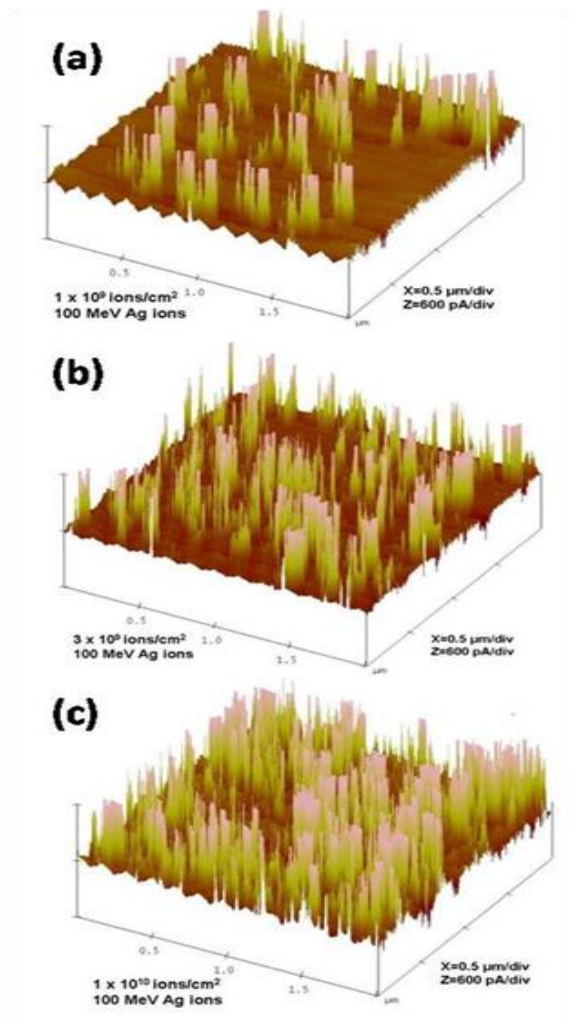 (a)
0.5
1.0
1.5
μm
1 x 10⁹ ions/cm²
100 MeV Ag ions
X=0.5 µm/div
Z=600 pA/div
(b)
0.5
1.0
1.5
μm
3 x 10⁹ ions/cm²
100 MeV Ag ions
X=0.5 µm/div
Z=600 pA/div
(c)
0.5
1.0
1.5
μm
1 x 10¹⁰ ions/cm²
100 MeV Ag ions
X=0.5 µm/div
Z=600 pA/div